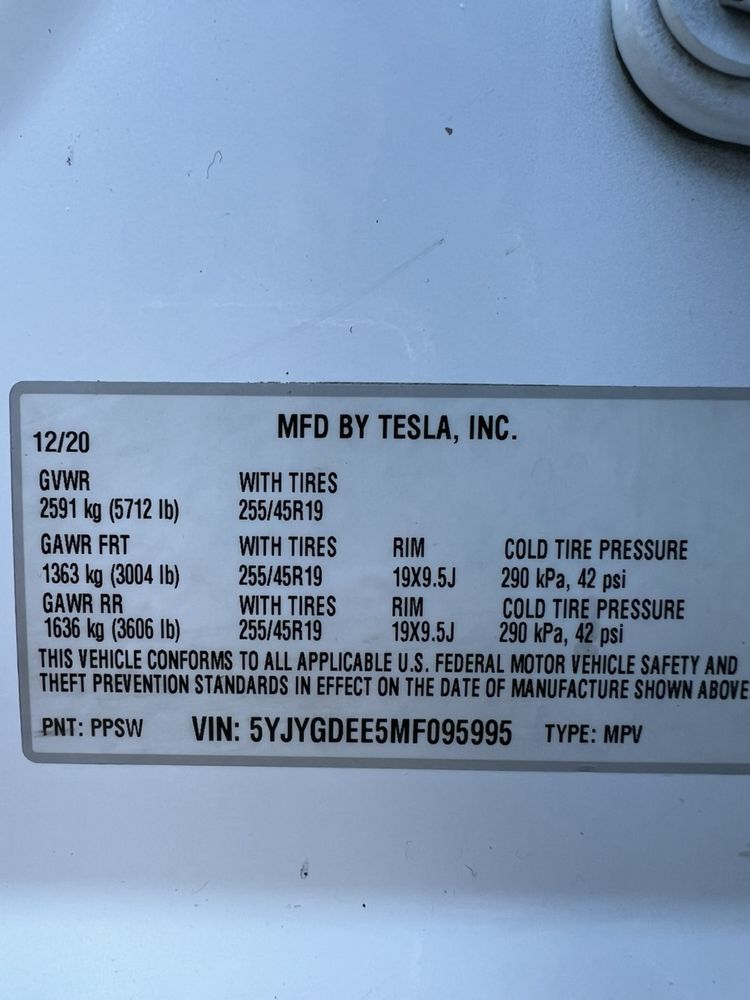 MFD BY TESLA, INC.
12/20
GVWR WITH TIRES
2591 kg (5712 lb) 255/45R19
GAWR FRT WITH TIRES RIM COLD TIRE PRESSURE
1363 kg (3004 lb) 255/45R19 19X9.5J 290 kPa, 42 psi
GAWR RR WITH TIRES RIM COLD TIRE PRESSURE
1636 kg (3606 lb) 255/45R19 19X9.5J 290 kPa, 42 psi
THIS VEHICLE CONFORMS TO ALL APPLICABLE U.S. FEDERAL MOTOR VEHICLE SAFETY AND
THEFT PREVENTION STANDARDS IN EFFECT ON THE DATE OF MANUFACTURE SHOWN ABOVE
PNT: PPSW VIN: 5YJYGDEE5MF095995 TYPE: MPV